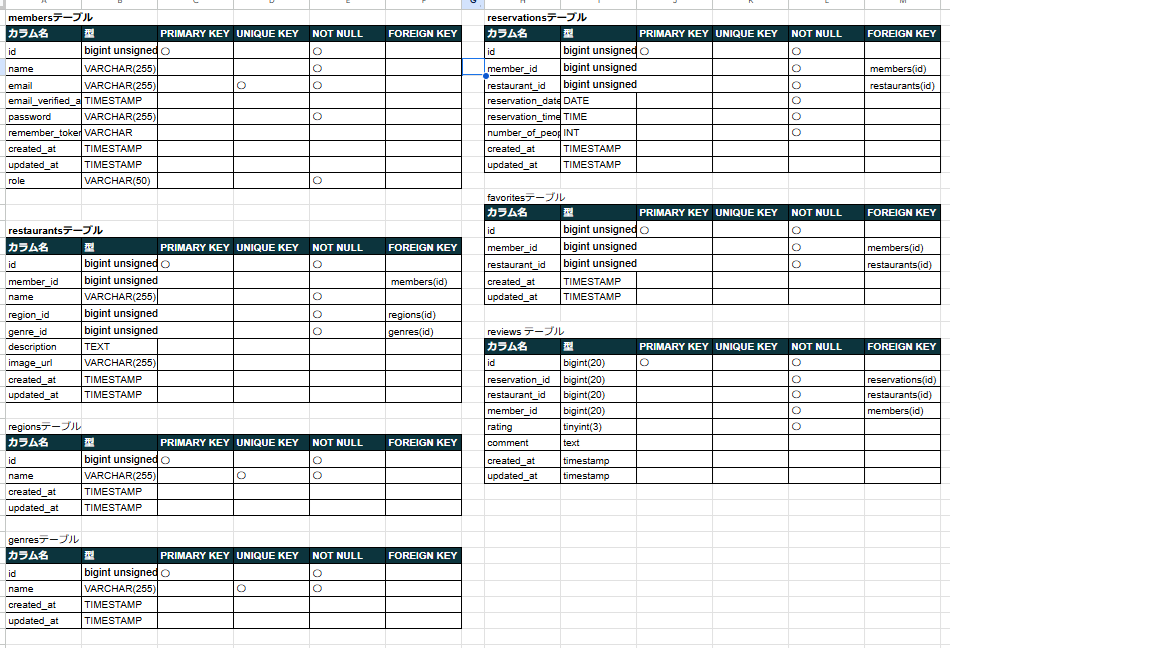 membersテーブル
カラム名 型 PRIMARY KEY UNIQUE KEY NOT NULL FOREIGN KEY
id bigint unsigned ○ ○
name VARCHAR(255) ○
email VARCHAR(255) ○ ○
email_verified_a TIMESTAMP
password VARCHAR(255) ○
remember_token VARCHAR
created_at TIMESTAMP
updated_at TIMESTAMP
role VARCHAR(50) ○
restaurantsテーブル
カラム名 型 PRIMARY KEY UNIQUE KEY NOT NULL FOREIGN KEY
id bigint unsigned ○ ○
member_id bigint unsigned members(id)
name VARCHAR(255) ○
region_id bigint unsigned ○ regions(id)
genre_id bigint unsigned ○ genres(id)
description TEXT
image_url VARCHAR(255)
created_at TIMESTAMP
updated_at TIMESTAMP
regionsテーブル
カラム名 型 PRIMARY KEY UNIQUE KEY NOT NULL FOREIGN KEY
id bigint unsigned ○ ○
name VARCHAR(255) ○ ○
created_at TIMESTAMP
updated_at TIMESTAMP
genresテーブル
カラム名 型 PRIMARY KEY UNIQUE KEY NOT NULL FOREIGN KEY
id bigint unsigned ○ ○
name VARCHAR(255) ○ ○
created_at TIMESTAMP
updated_at TIMESTAMP
reservationsテーブル
カラム名 型 PRIMARY KEY UNIQUE KEY NOT NULL FOREIGN KEY
id bigint unsigned ○ ○
member_id bigint unsigned ○ members(id)
restaurant_id bigint unsigned ○ restaurants(id)
reservation_date DATE ○
reservation_time TIME ○
number_of_peop INT ○
created_at TIMESTAMP
updated_at TIMESTAMP
favoritesテーブル
カラム名 型 PRIMARY KEY UNIQUE KEY NOT NULL FOREIGN KEY
id bigint unsigned ○ ○
member_id bigint unsigned ○ members(id)
restaurant_id bigint unsigned ○ restaurants(id)
created_at TIMESTAMP
updated_at TIMESTAMP
reviews テーブル
カラム名 型 PRIMARY KEY UNIQUE KEY NOT NULL FOREIGN KEY
id bigint(20) ○ ○
reservation_id bigint(20) ○ reservations(id)
restaurant_id bigint(20) ○ restaurants(id)
member_id bigint(20) ○ members(id)
rating tinyint(3) ○
comment text
created_at timestamp
updated_at timestamp